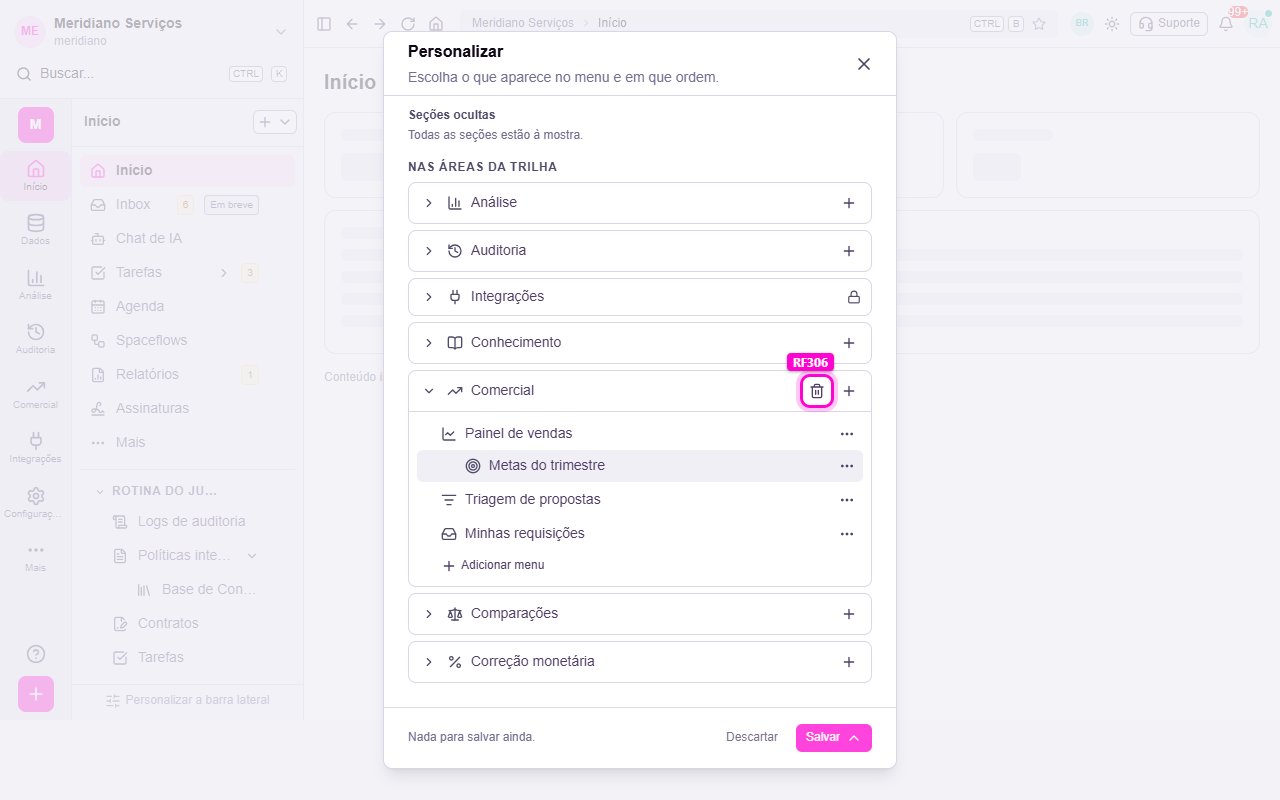 ME
Meridiano Serviços
meridiano
Buscar...
CTRL
K
M
Início
Dados
Análise
Auditoria
Comercial
Integrações
Configuraç...
Mais
Início
Início
Inbox
6
Em breve
Chat de IA
Tarefas
3
Agenda
Spaceflows
Relatórios
1
Assinaturas
Mais
ROTINA DO JU...
Logs de auditoria
Políticas inte...
Base de Con...
Contratos
Tarefas
Personalizar a barra lateral
Meridiano Serviços
Início
CTRL
B
BR
Suporte
99+
RA
Início
Personalizar
Escolha o que aparece no menu e em que ordem.
Seções ocultas
Todas as seções estão à mostra.
NAS ÁREAS DA TRILHA
Análise
Auditoria
Integrações
Conhecimento
RF306
Comercial
Painel de vendas
Metas do trimestre
Triagem de propostas
Minhas requisições
Adicionar menu
Comparações
Correção monetária
Nada para salvar ainda.
Descartar
Salvar
Conteúdo